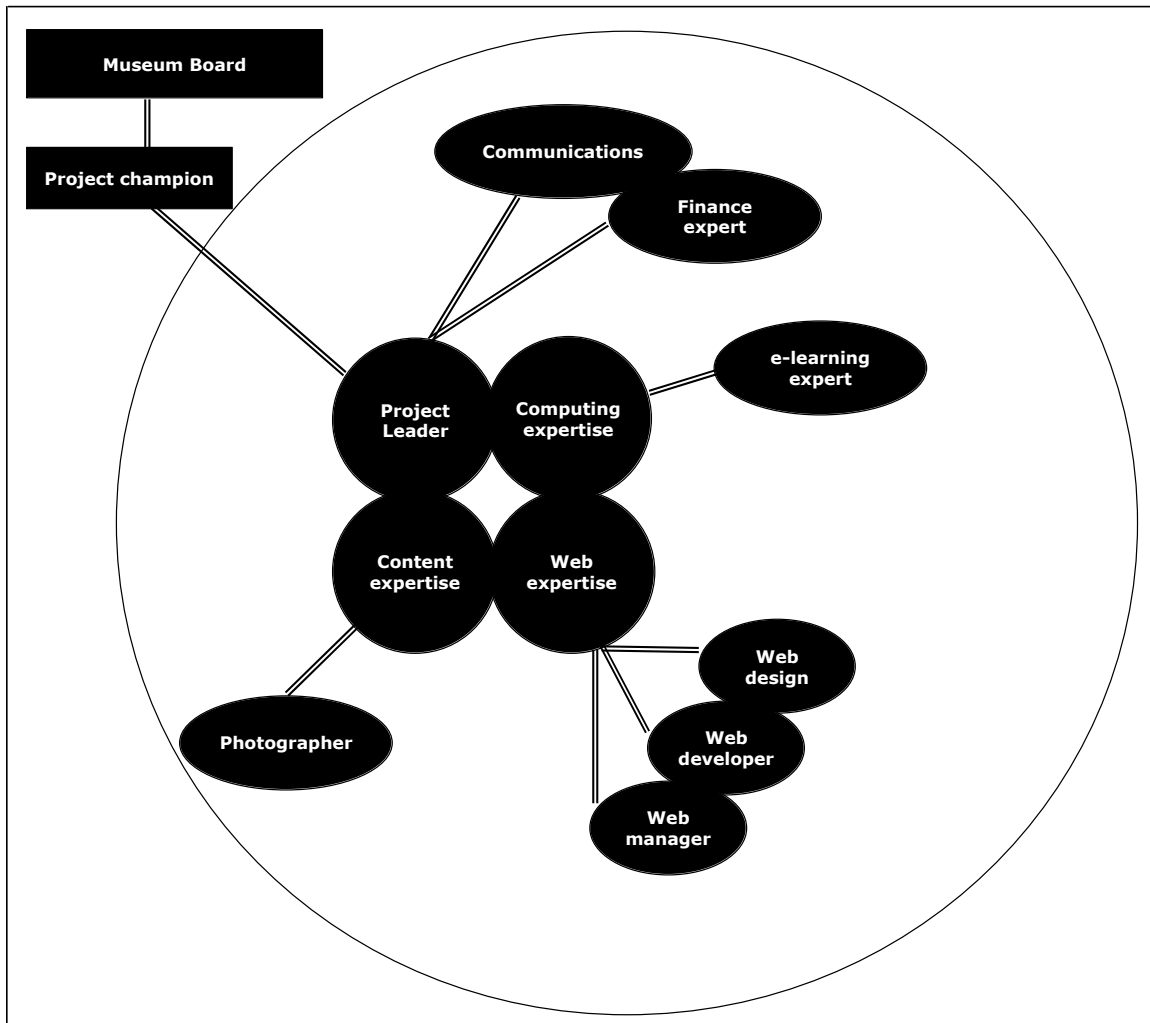 Museum Board
Project champion
Communications
Finance
expert
e-learning
expert
Project
Leader
Computing
expertise
Content
expertise
Web
expertise
Web
design
Photographer
Web
developer
Web
manager